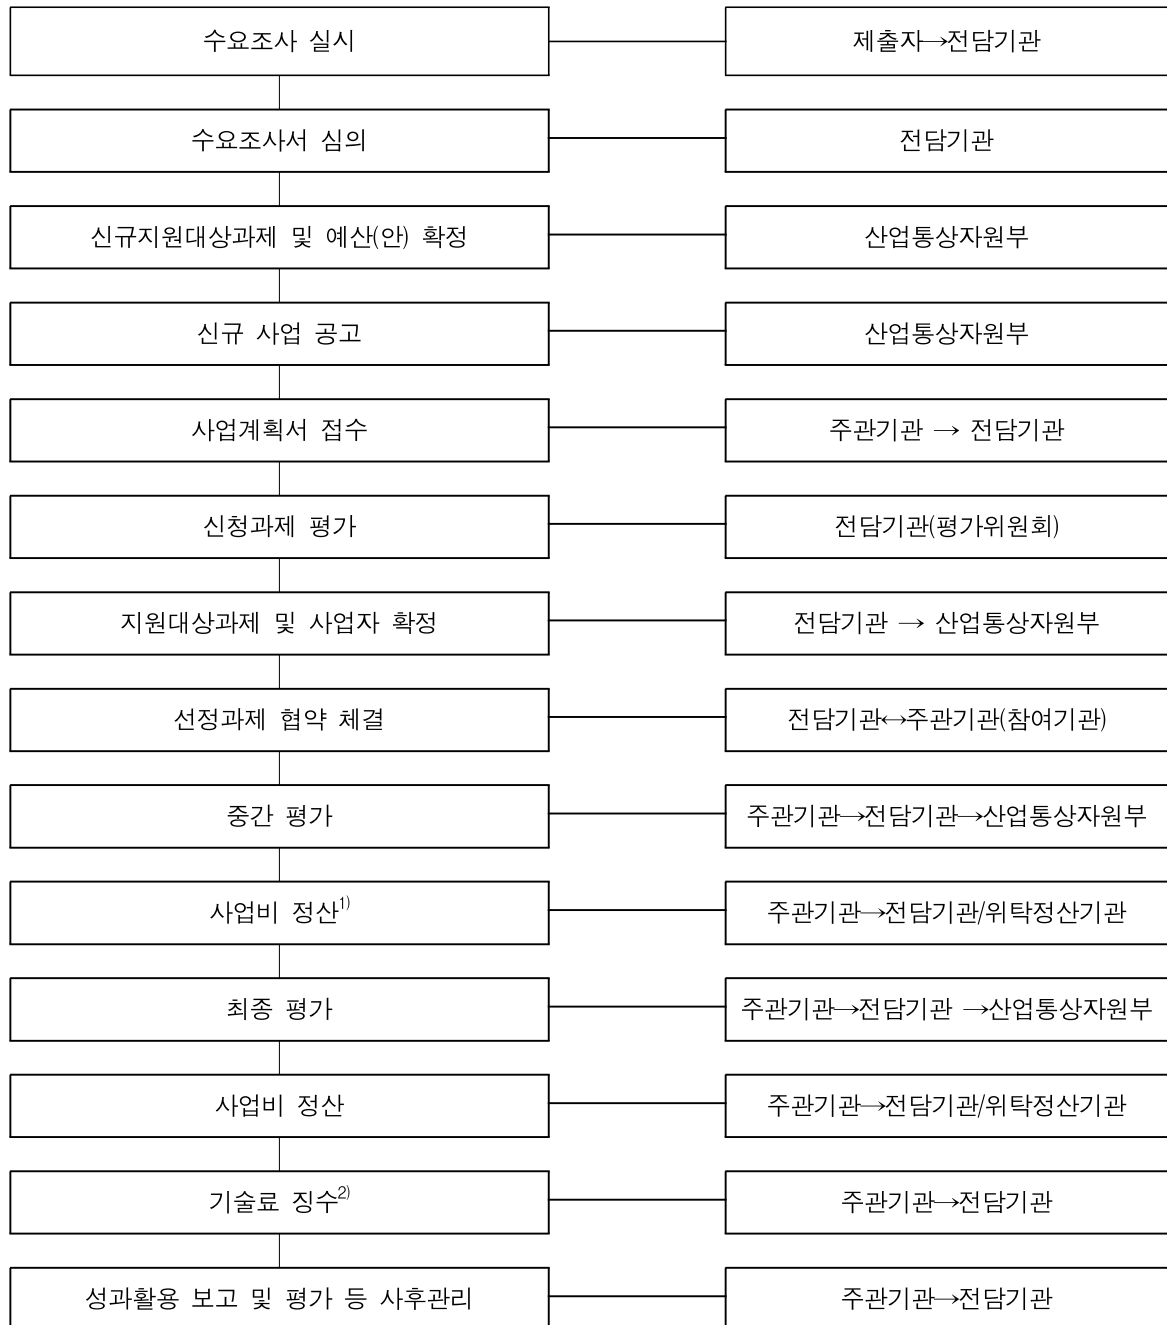 수요조사 실시
제출자→전담기관
수요조사서 심의
전담기관
신규지원대상과제 및 예산(안) 확정
산업통상자원부
신규 사업 공고
산업통상자원부
사업계획서 접수
주관기관 → 전담기관
신청과제 평가
전담기관(평가위원회)
지원대상과제 및 사업자 확정
전담기관 → 산업통상자원부
선정과제 협약 체결
전담기관↔주관기관(참여기관)
중간 평가
주관기관→전담기관→산업통상자원부
사업비 정산1)
주관기관→전담기관/위탁정산기관
최종 평가
주관기관→전담기관 →산업통상자원부
사업비 정산
주관기관→전담기관/위탁정산기관
기술료 징수2)
주관기관→전담기관
성과활용 보고 및 평가 등 사후관리
주관기관→전담기관